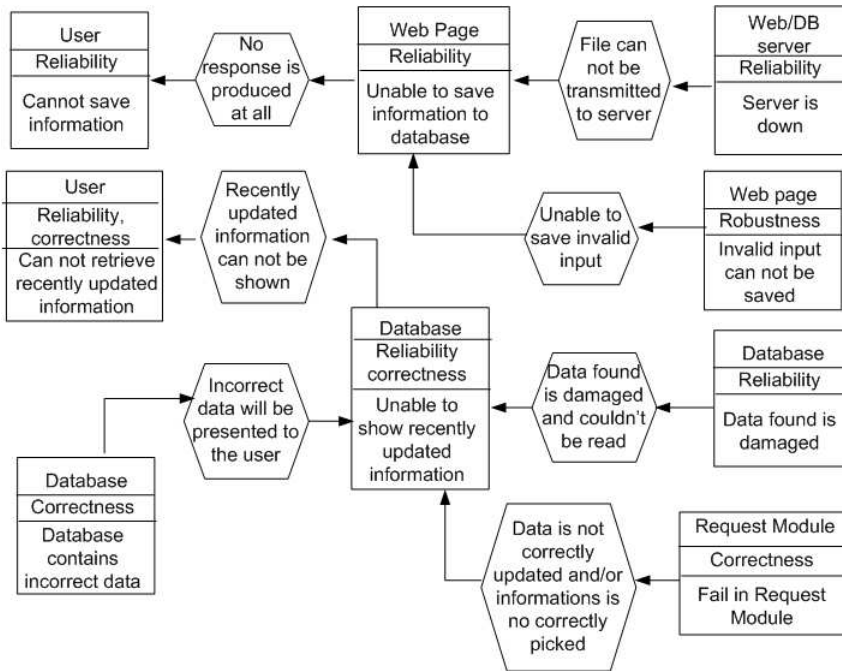 User
Reliability
Cannot save
information
No
response is
produced
at all
Web Page
Reliability
Unable to save
information to
database
File can
not be
transmitted
to server
Web/DB
server
Reliability
Server is
down
User
Reliability,
correctness
Can not retrieve
recently updated
information
Recently
updated
information
can not be
shown
Unable to
save invalid
input
Web page
Robustness
Invalid input
can not be
saved
Database
Reliability
correctness
Unable to
show recently
updated
information
Incorrect
data will be
presented to
the user
Data found
is damaged
and couldn't
be read
Database
Reliability
Data found is
damaged
Database
Correctness
Database
contains
incorrect data
Data is not
correctly
updated and/or
informations is
no correctly
picked
Request Module
Correctness
Fail in Request
Module